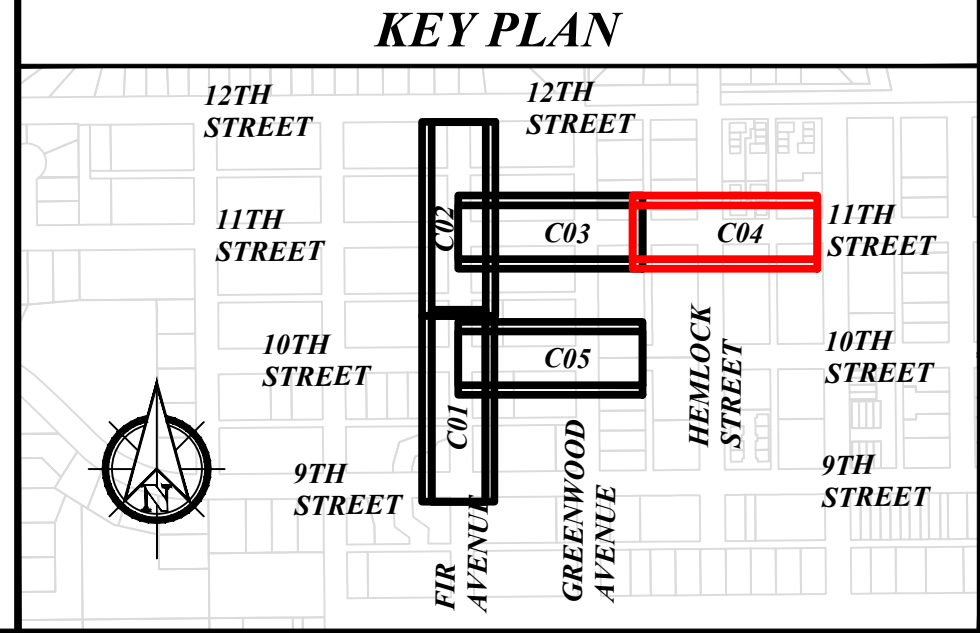 KEY PLAN
12TH
STREET
12TH
STREET
11TH
STREET
C02
C03
C04
11TH
STREET
10TH
STREET
C05
HEMLOCK
STREET
10TH
STREET
C01
N
9TH
STREET
9TH
STREET
FIR
AVENUE
GREENWOOD
AVENUE